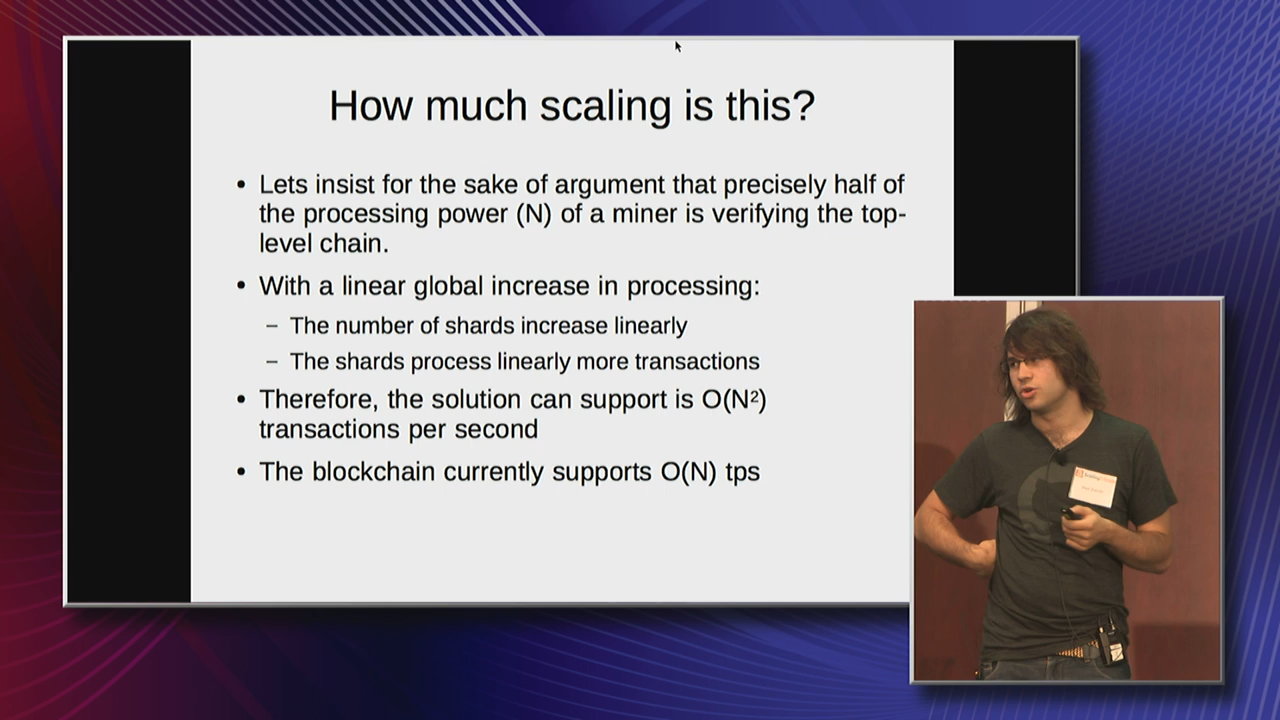 How much scaling is this?
• Lets insist for the sake of argument that precisely half of
the processing power (N) of a miner is verifying the top-
level chain.
• With a linear global increase in processing:
– The number of shards increase linearly
– The shards process linearly more transactions
• Therefore, the solution can support is O(N²)
transactions per second
• The blockchain currently supports O(N) tps